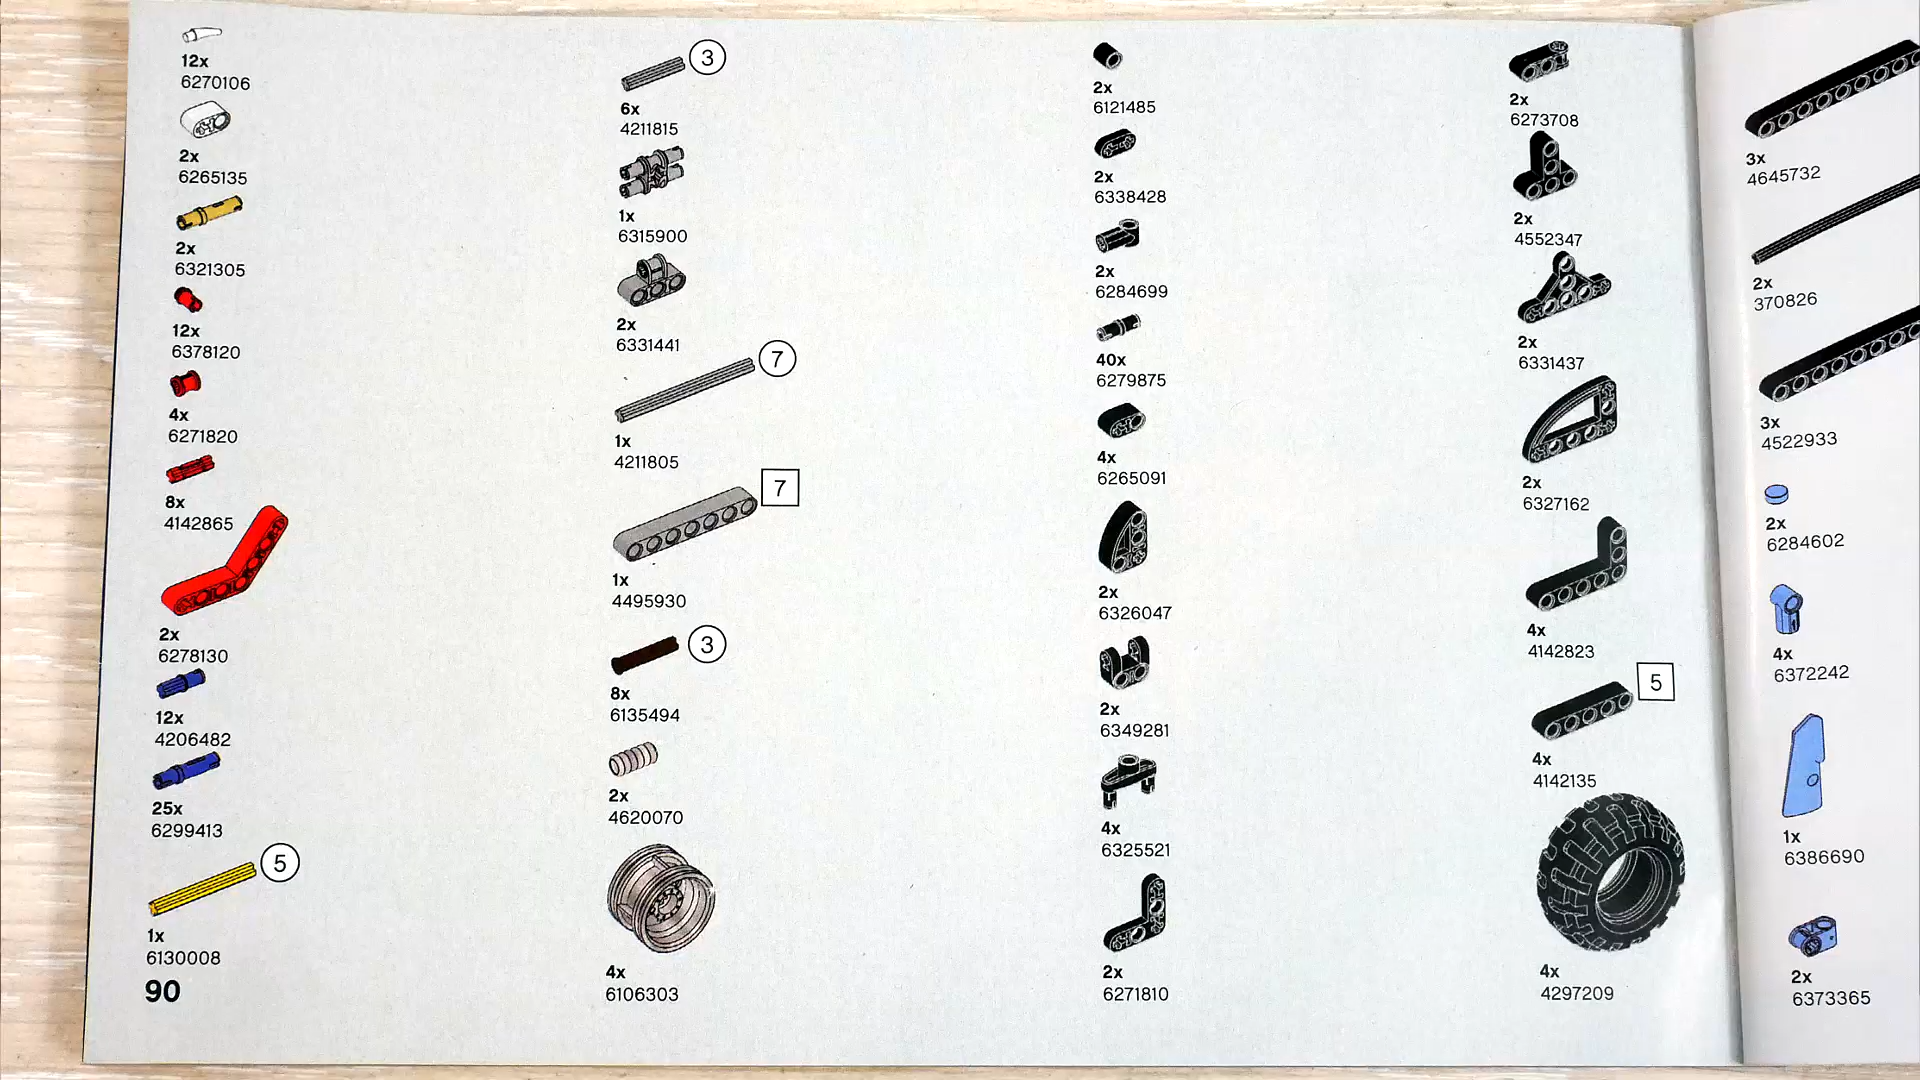 12x
6270106
2x
6265135
2x
6321305
12x
6378120
4x
6271820
8x
4142865
2x
6278130
12x
4206482
25x
6299413
5
1x
6130008
90
3
6x
4211815
1x
6315900
2x
6331441
7
1x
4211805
7
1x
4495930
3
8x
6135494
2x
4620070
4x
6106303
2x
6121485
2x
6338428
2x
6284699
40x
6279875
4x
6265091
2x
6326047
2x
6349281
4x
6325521
2x
6271810
2x
6273708
2x
4552347
2x
6331437
2x
6327162
4x
4142823
5
4x
4142135
4x
4297209
3x
4645732
2x
370826
3x
4522933
2x
6284602
4x
6372242
1x
6386690
2x
6373365